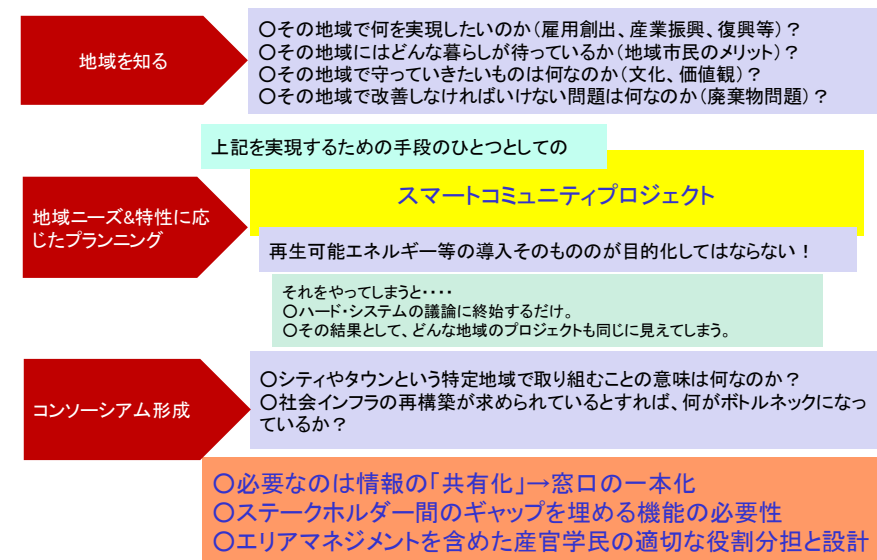 地域を知る
〇その地域で何を実現したいのか(雇用創出、産業振興、復興等)?
〇その地域にはどんな暮らしが待っているか(地域市民のメリット)?
〇その地域で守っていきたいものは何なのか(文化、価値観)?
〇その地域で改善しなければいけない問題は何なのか(廃棄物問題)?
上記を実現するための手段のひとつとしての
スマートコミュニティプロジェクト
地域ニーズ&特性に応
じたプランニング
再生可能エネルギー等の導入そのもののが目的化してはならない!
それをやってしまうと・・・・
〇ハード・システムの議論に終始するだけ。
〇その結果として、どんな地域のプロジェクトも同じに見えてしまう。
コンソーシアム形成
〇シティやタウンという特定地域で取り組むことの意味は何なのか?
〇社会インフラの再構築が求められているとすれば、何がボトルネックになっ
ているか?
〇必要なのは情報の「共有化」→窓口の一本化
〇ステークホルダー間のギャップを埋める機能の必要性
〇エリアマネジメントを含めた産官学民の適切な役割分担と設計